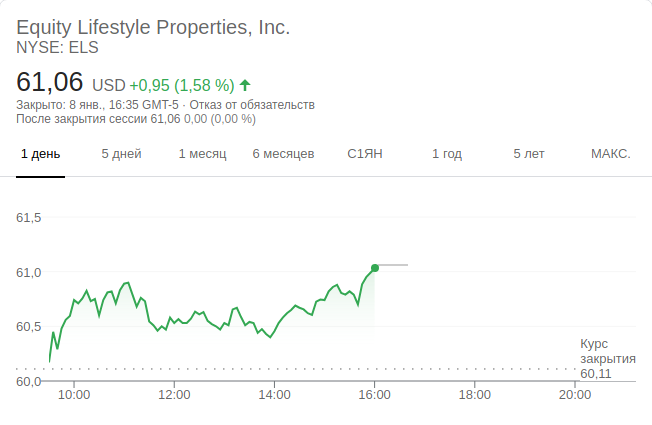 Equity Lifestyle Properties, Inc.
NYSE: ELS
61,06 USD +0,95 (1,58 %)
Закрыто: 8 янв., 16:35 GMT-5 · Отказ от обязательств
После закрытия сессии 61,06 0,00 (0,00 %)
1 день 5 дней 1 месяц 6 месяцев С1ЯН 1 год 5 лет МАКС.
61,5
61,0
60,5
60,0
Курс
закрытия
60,11
10:00 12:00 14:00 16:00 18:00 20:00